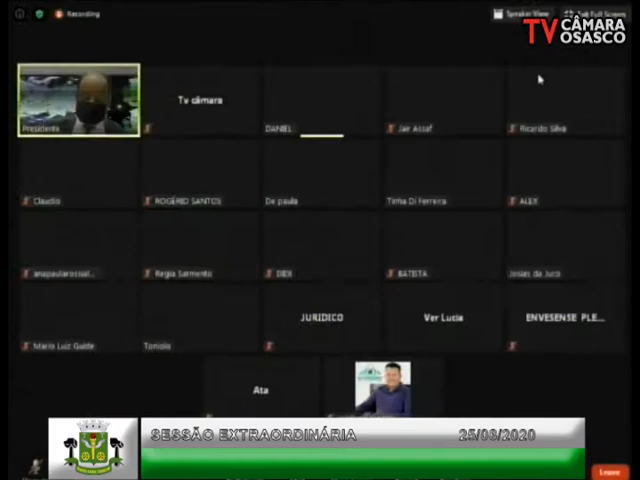 Recording
Speaker View
Exit Full Screen
TV CÂMARA OSASCO
Presidente
Tv câmara
DANIEL
Jair Assaf
Ricardo Silva
Claudio
ROGÉRIO SANTOS
De paula
Tinha Di Ferreira
ALEX
Regia Sarmento
DIDI
BATISTA
Josias da Juco
Mario Luiz Guide
Toniolo
JURIDICO
Ver Lucia
ENVESENSE PLE...
Ata
SESSÃO EXTRAORDINÁRIA
25/08/2020
Leave